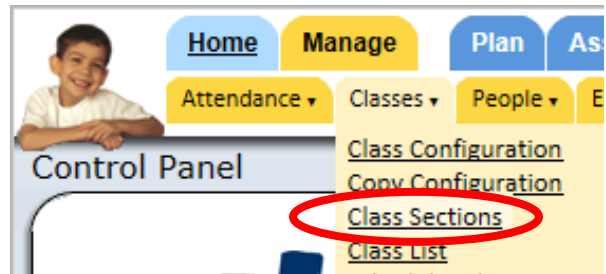 Home Manage Plan
Attendance ▾ Classes ▾ People ▾
Control Panel
Class Configuration
Copy Configuration
Class Sections
Class List